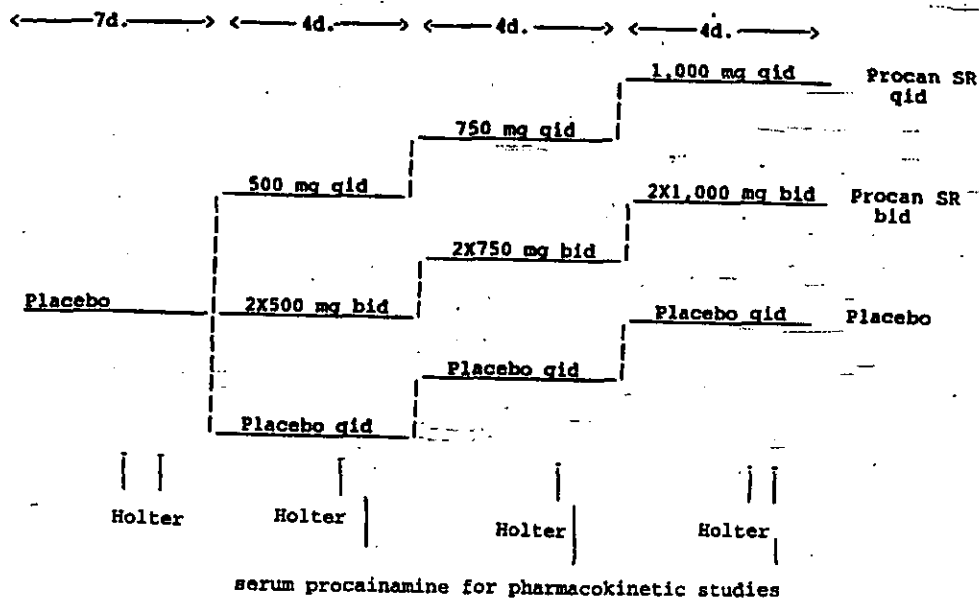 7d. 4d. 4d. 4d.
1,000 mg qid Procan SR
qid
750 mg qid
500 mg qid 2X1,000 mg bid Procan SR
bid
2X750 mg bid
Placebo 2X500 mg bid Placebo qid Placebo
Placebo qid
Placebo qid
Holter Holter Holter Holter
serum procainamine for pharmacokinetic studies